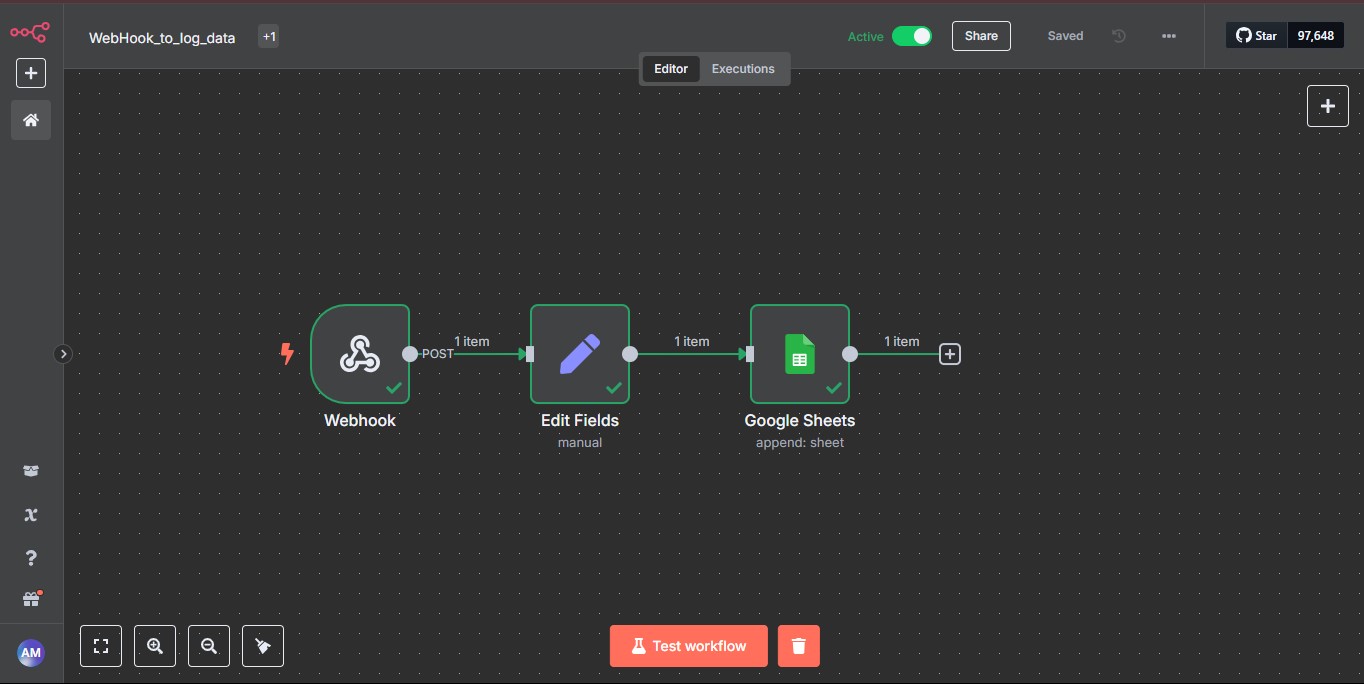 WebHook_to_log_data
+1
Active
Share
Saved
Star
97,648
Editor
Executions
POST
1 item
1 item
1 item
Webhook
Edit Fields
manual
Google Sheets
append: sheet
AM
Test workflow